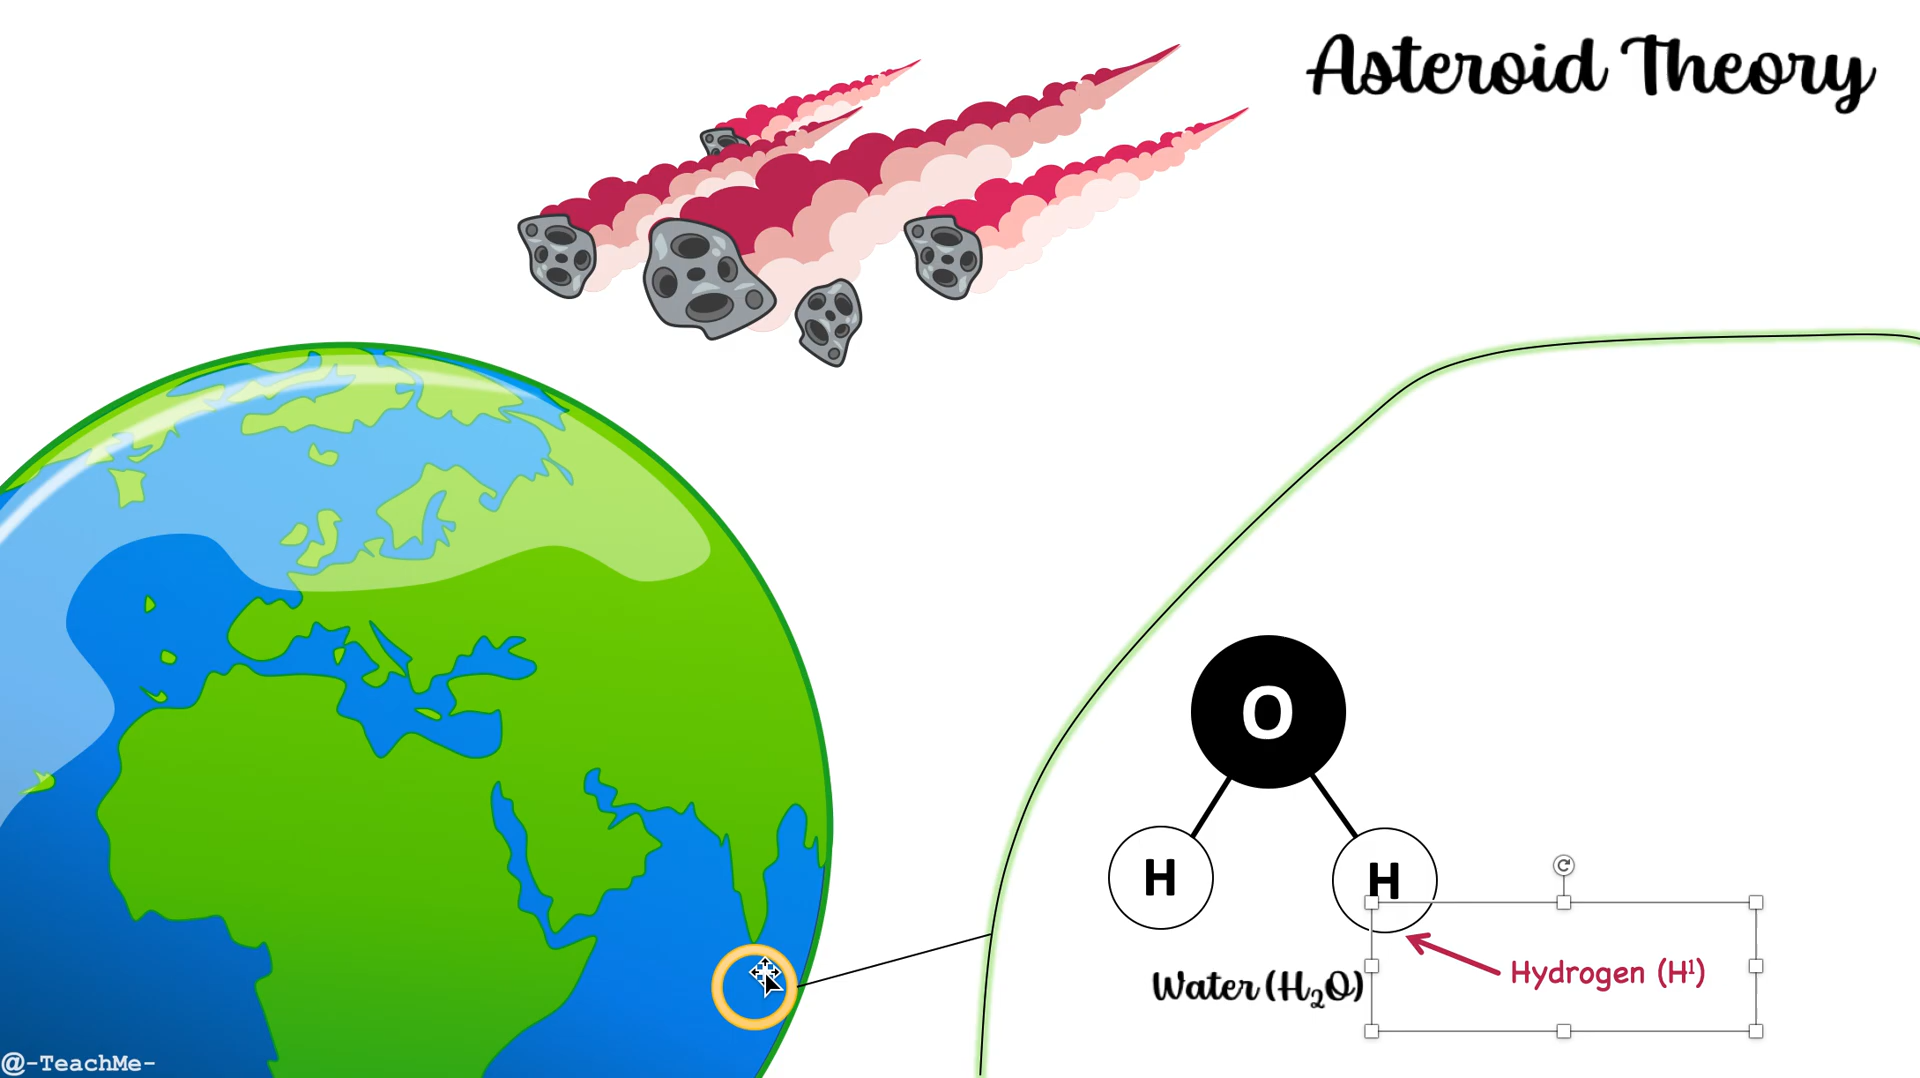 Asteroid Theory
O
H
H
Water (H₂O)
Hydrogen (H¹)
@-TeachMe-